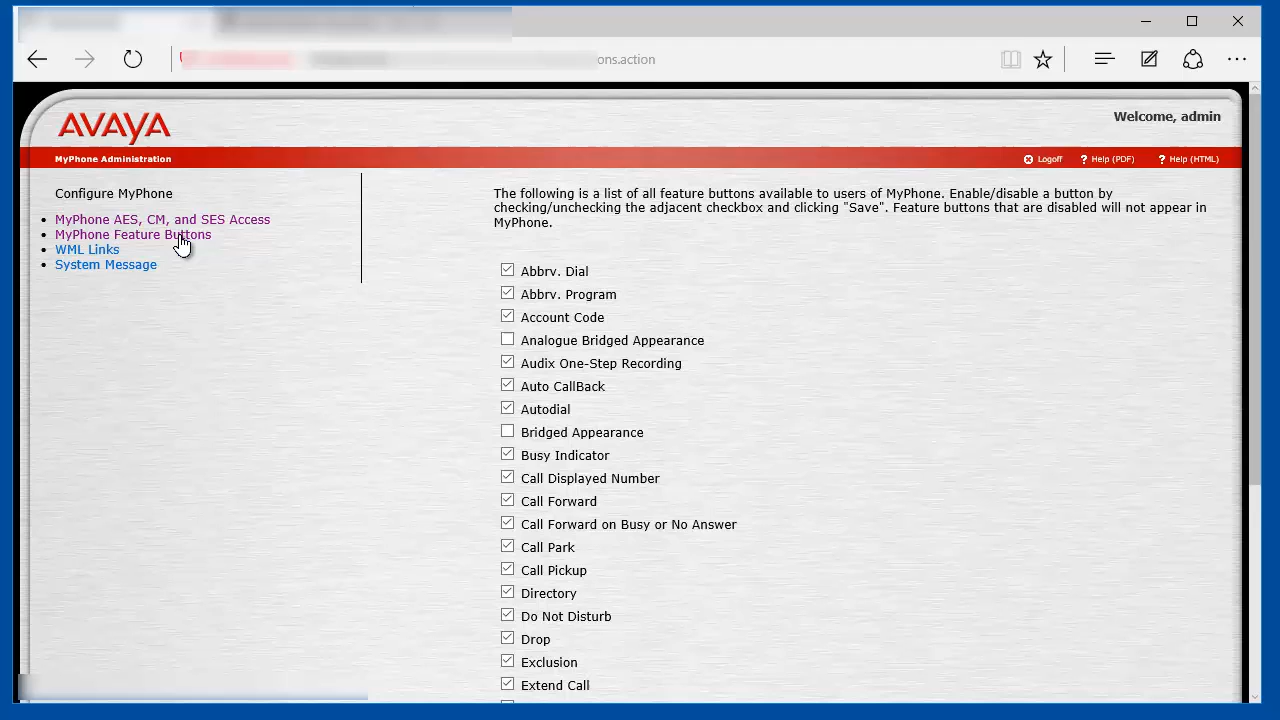 ons.action
AVAYA
Welcome, admin
MyPhone Administration
Logoff ? Help (PDF) ? Help (HTML)
Configure MyPhone
MyPhone AES, CM, and SES Access
MyPhone Feature Buttons
WML Links
System Message
The following is a list of all feature buttons available to users of MyPhone. Enable/disable a button by
checking/unchecking the adjacent checkbox and clicking "Save". Feature buttons that are disabled will not appear in
MyPhone.
Abbrv. Dial
Abbrv. Program
Account Code
Analogue Bridged Appearance
Audix One-Step Recording
Auto CallBack
Autodial
Bridged Appearance
Busy Indicator
Call Displayed Number
Call Forward
Call Forward on Busy or No Answer
Call Park
Call Pickup
Directory
Do Not Disturb
Drop
Exclusion
Extend Call